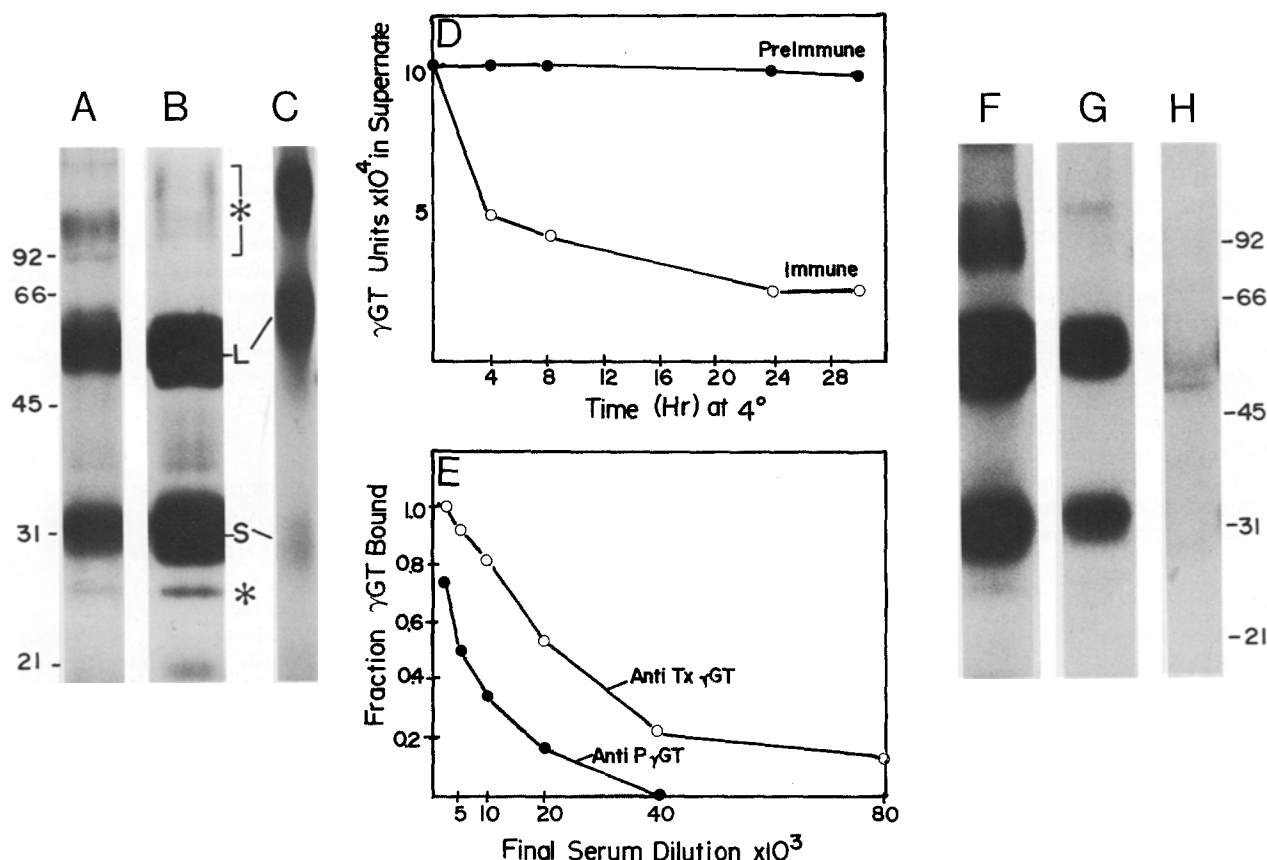 A
B
C
*
92 -
66-
L
45 -
31 -
S
*
21 -
D
γGT Units x10⁴ in Supernate
10
5
PreImmune
Immune
4 8 12 16 20 24 28
Time (Hr) at 4°
E
Fraction γGT Bound
1.0
0.8
0.6
0.4
0.2
Anti Tx γGT
Anti P γGT
5 10 20 40 80
Final Serum Dilution x10³
F
G
H
-92
-66
-45
-31
-21